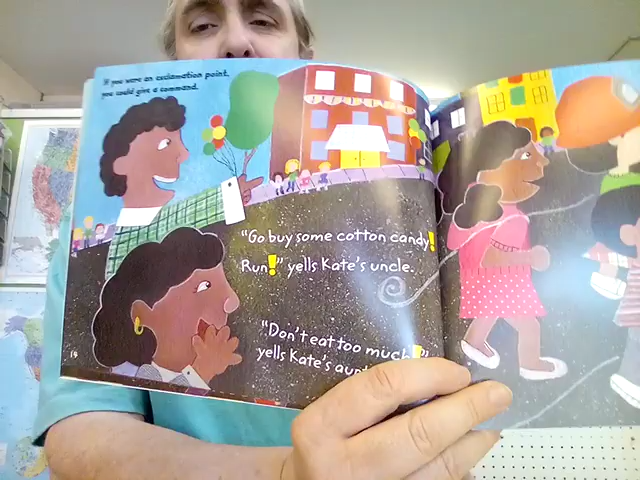 If you were an exclamation point,
you could give a command.
"Go buy some cotton candy!
Run!" yells Kate's uncle.
"Don't eat too much!"
yells Kate's aunt
14